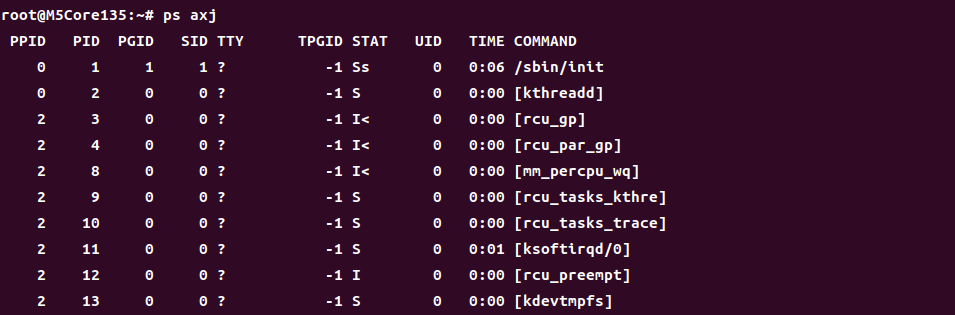 root@M5Core135:~# ps axj
 PPID   PID  PGID   SID TTY      TPGID STAT   UID   TIME COMMAND
    0     1     1     1 ?           -1 Ss       0   0:06 /sbin/init
    0     2     0     0 ?           -1 S        0   0:00 [kthreadd]
    2     3     0     0 ?           -1 I<       0   0:00 [rcu_gp]
    2     4     0     0 ?           -1 I<       0   0:00 [rcu_par_gp]
    2     8     0     0 ?           -1 I<       0   0:00 [mm_percpu_wq]
    2     9     0     0 ?           -1 S        0   0:00 [rcu_tasks_kthre]
    2    10     0     0 ?           -1 S        0   0:00 [rcu_tasks_trace]
    2    11     0     0 ?           -1 S        0   0:01 [ksoftirqd/0]
    2    12     0     0 ?           -1 I        0   0:00 [rcu_preempt]
    2    13     0     0 ?           -1 S        0   0:00 [kdevtmpfs]